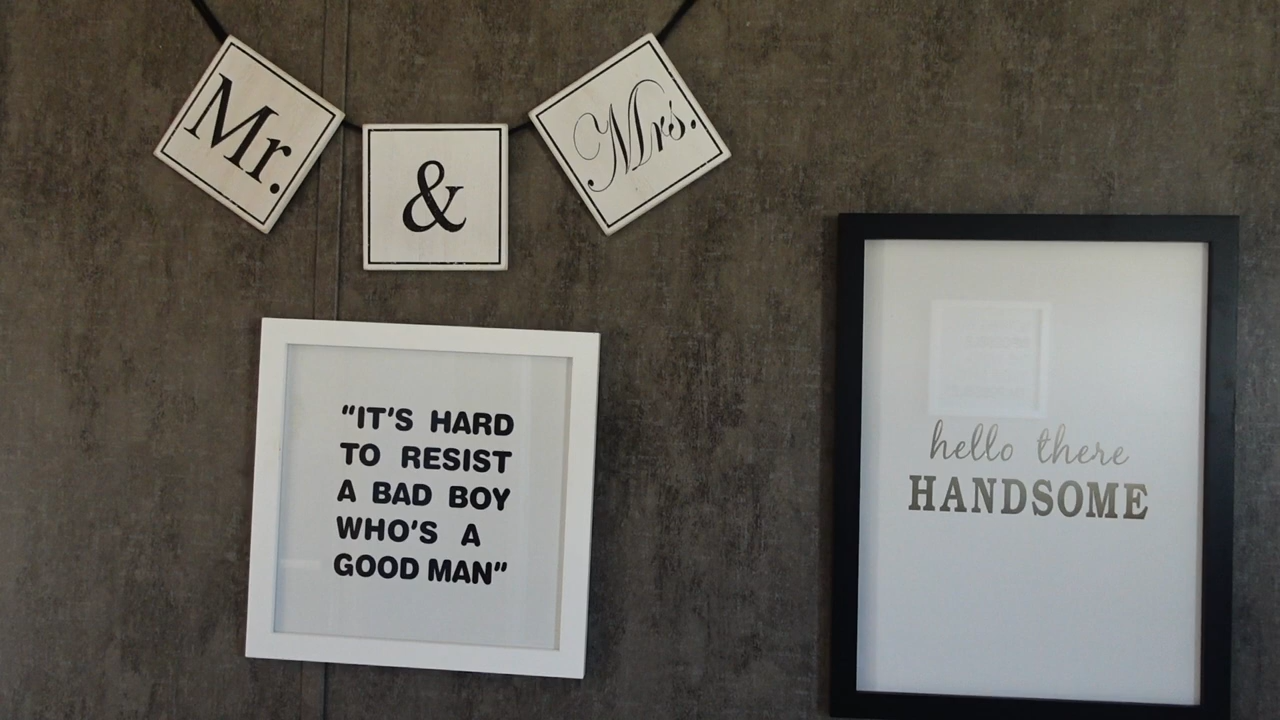 Mr.
&
Mrs.
"IT'S HARD
TO RESIST
A BAD BOY
WHO'S A
GOOD MAN"
hello there
HANDSOME